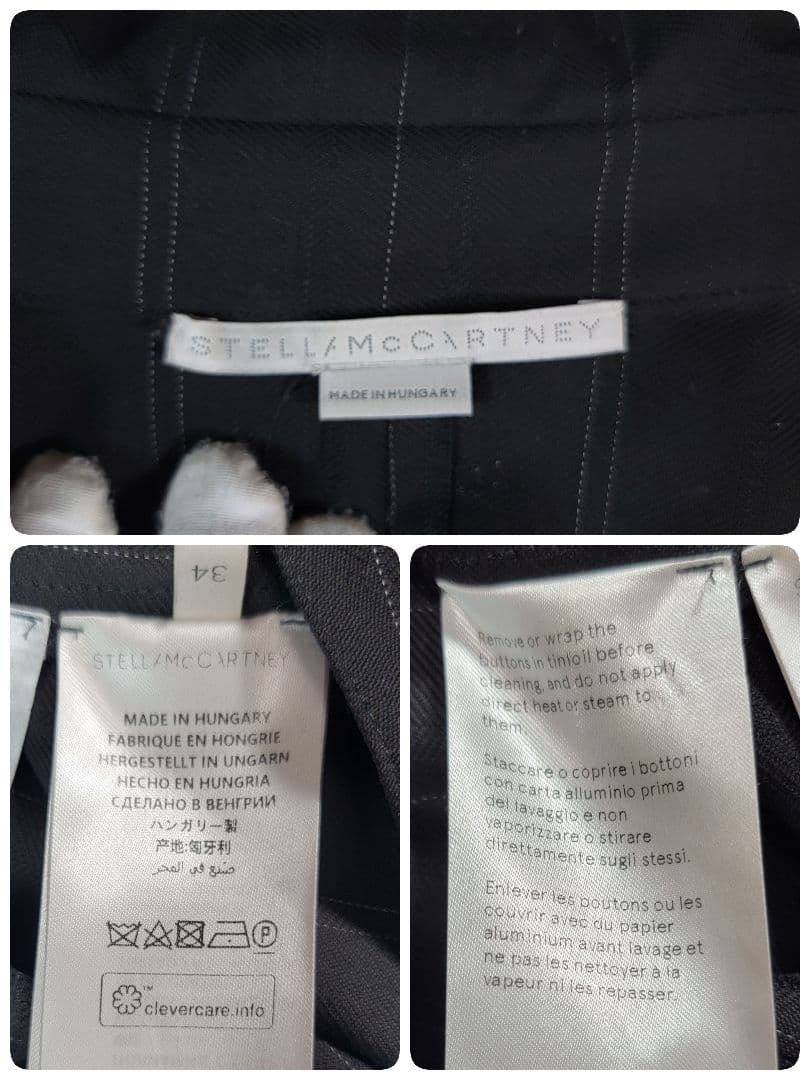 STELLA McCARTNEY
MADE IN HUNGARY
34
STELLA McCARTNEY
MADE IN HUNGARY
FABRIQUE EN HONGRIE
HERGESTELLT IN UNGARN
HECHO EN HUNGRIA
СДЕЛАНО В ВЕНГРИИ
ハンガリー製
产地:匈牙利
صنع في المجر
P
™
clevercare.info
Remove or wrap the
buttons in tinfoil before
cleaning, and do not apply
direct heat or steam to
them.
Staccare o coprire i bottoni
con carta alluminio prima
del lavaggio e non
vaporizzare o stirare
direttamente sugli stessi.
Enlever les boutons ou les
couvrir avec du papier
aluminium avant lavage et
ne pas les nettoyer à la
vapeur ni les repasser.